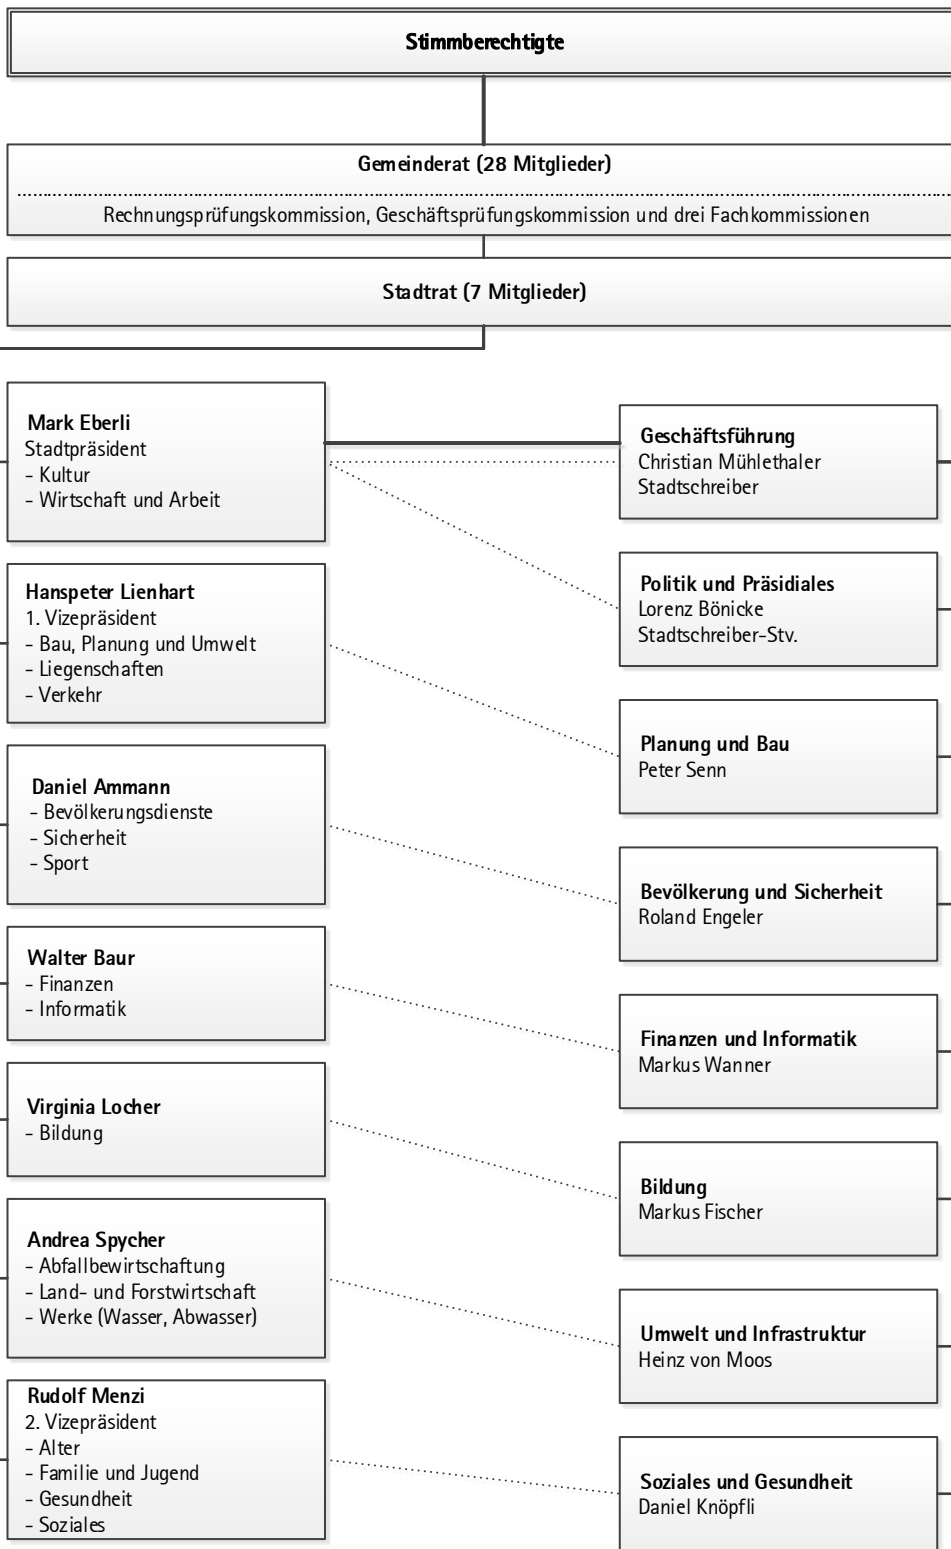 Stimmberechtigte
Gemeinderat (28 Mitglieder)
Rechnungsprüfungskommission, Geschäftsprüfungskommission und drei Fachkommissionen
Stadtrat (7 Mitglieder)
Mark Eberli
Stadtpräsident
- Kultur
- Wirtschaft und Arbeit
Hanspeter Lienhart
1. Vizepräsident
- Bau, Planung und Umwelt
- Liegenschaften
- Verkehr
Daniel Ammann
- Bevölkerungsdienste
- Sicherheit
- Sport
Walter Baur
- Finanzen
- Informatik
Virginia Locher
- Bildung
Andrea Spycher
- Abfallbewirtschaftung
- Land- und Forstwirtschaft
- Werke (Wasser, Abwasser)
Rudolf Menzi
2. Vizepräsident
- Alter
- Familie und Jugend
- Gesundheit
- Soziales
Geschäftsführung
Christian Mühlethaler
Stadtschreiber
Politik und Präsidiales
Lorenz Bönicke
Stadtschreiber-Stv.
Planung und Bau
Peter Senn
Bevölkerung und Sicherheit
Roland Engeler
Finanzen und Informatik
Markus Wanner
Bildung
Markus Fischer
Umwelt und Infrastruktur
Heinz von Moos
Soziales und Gesundheit
Daniel Knöpfli